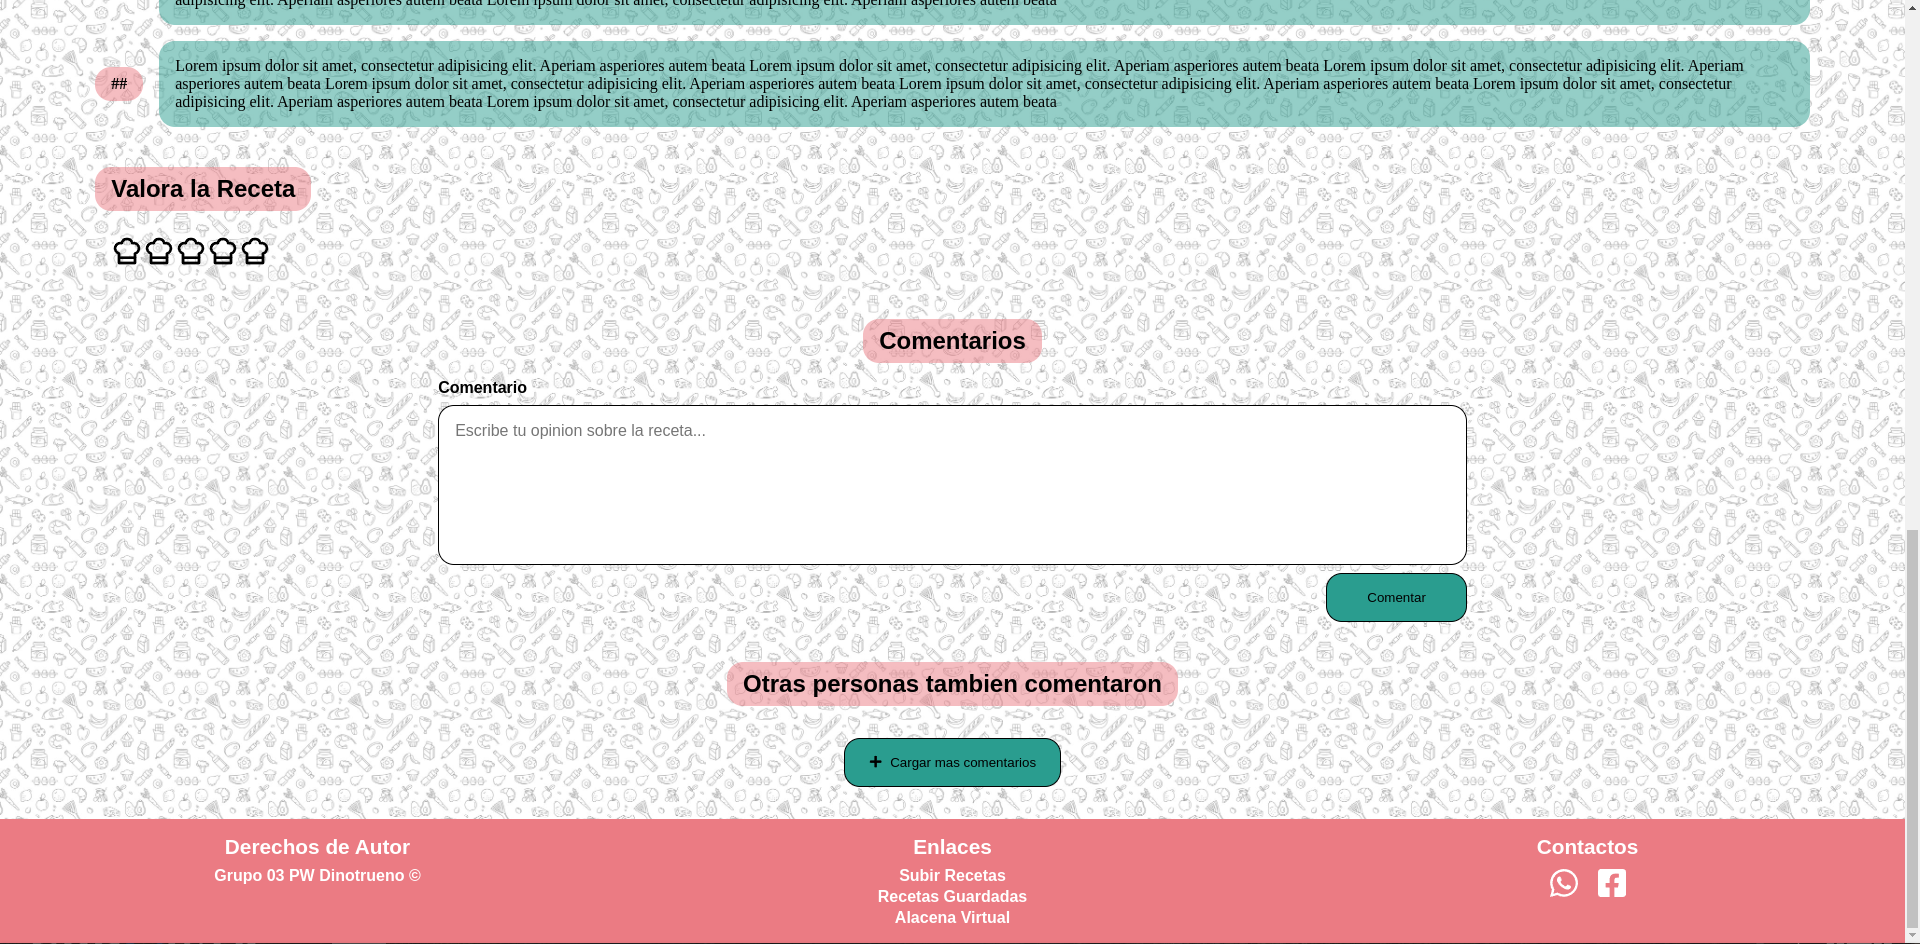 adipisicing elit. Aperiam asperiores autem beata Lorem ipsum dolor sit amet, consectetur adipisicing elit. Aperiam asperiores autem beata
##
Lorem ipsum dolor sit amet, consectetur adipisicing elit. Aperiam asperiores autem beata Lorem ipsum dolor sit amet, consectetur adipisicing elit. Aperiam asperiores autem beata Lorem ipsum dolor sit amet, consectetur adipisicing elit. Aperiam
asperiores autem beata Lorem ipsum dolor sit amet, consectetur adipisicing elit. Aperiam asperiores autem beata Lorem ipsum dolor sit amet, consectetur adipisicing elit. Aperiam asperiores autem beata Lorem ipsum dolor sit amet, consectetur
adipisicing elit. Aperiam asperiores autem beata Lorem ipsum dolor sit amet, consectetur adipisicing elit. Aperiam asperiores autem beata
Valora la Receta
Comentarios
Comentario
Escribe tu opinion sobre la receta...
Comentar
Otras personas tambien comentaron
Cargar mas comentarios
Derechos de Autor
Grupo 03 PW Dinotrueno ©
Enlaces
Subir Recetas
Recetas Guardadas
Alacena Virtual
Contactos